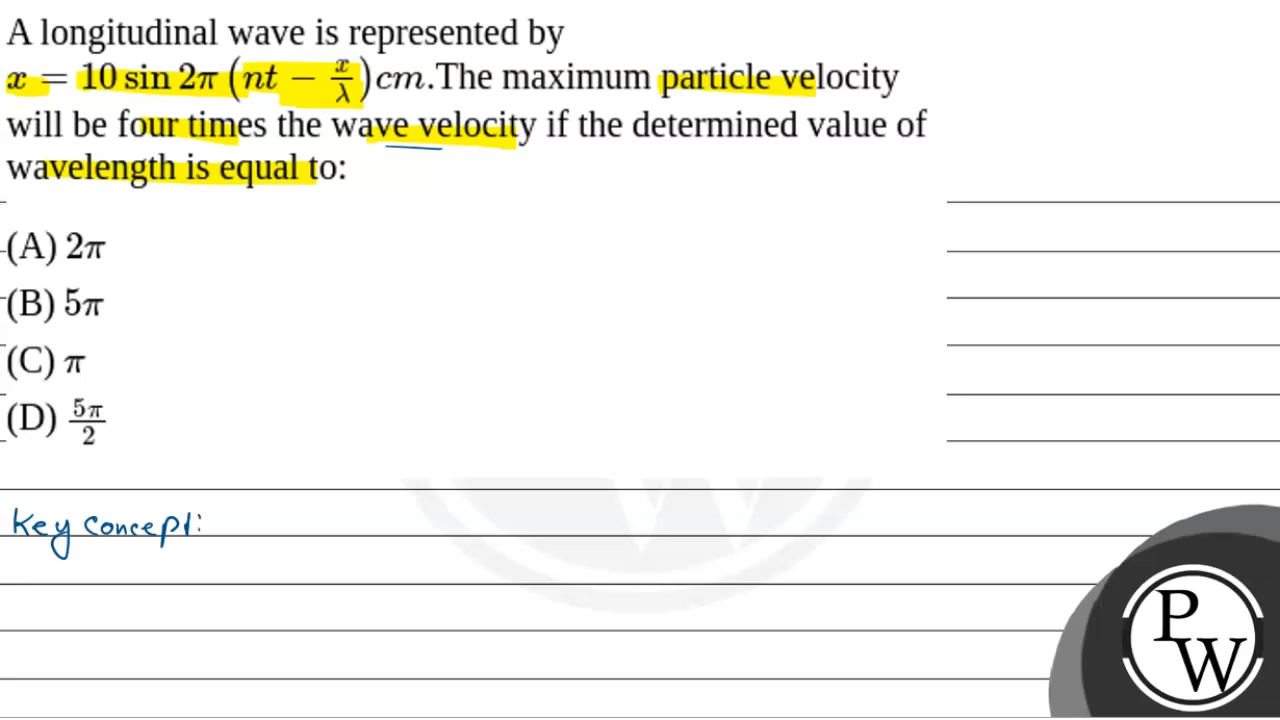 A longitudinal wave is represented by
x = 10 sin 2π (nt − x/λ) cm.The maximum particle velocity
will be four times the wave velocity if the determined value of
wavelength is equal to:
(A) 2π
(B) 5π
(C) π
(D) 5π/2
Key Concept:
PW